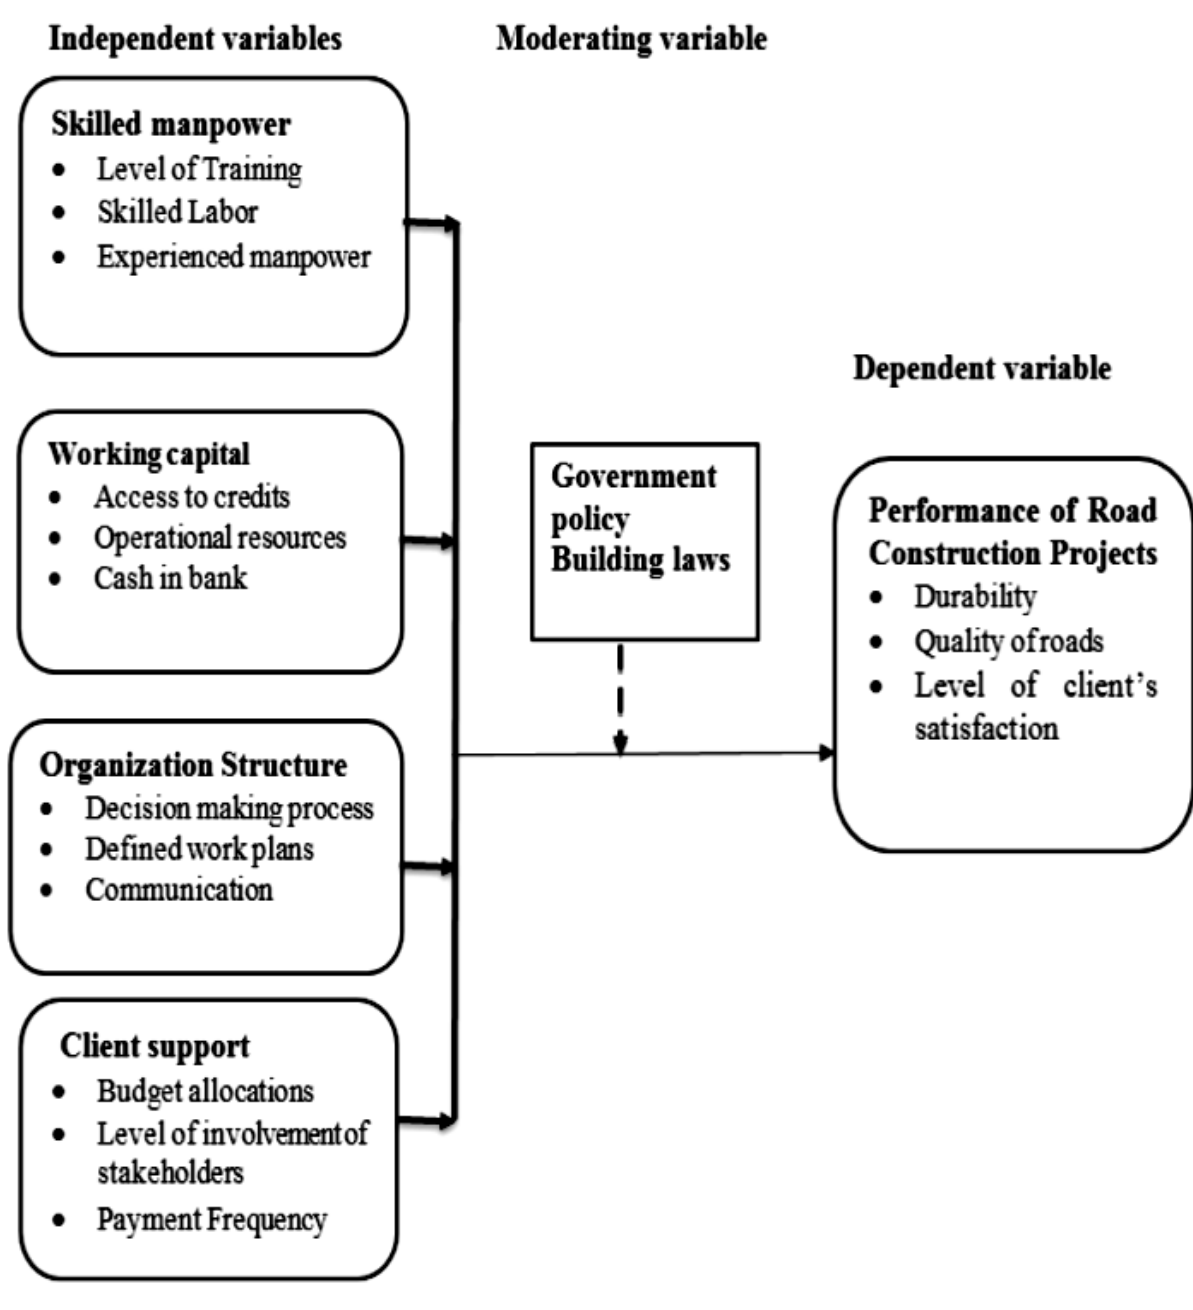 Independent variables
Moderating variable
Skilled manpower
• Level of Training
• Skilled Labor
• Experienced manpower
Working capital
• Access to credits
• Operational resources
• Cash in bank
Organization Structure
• Decision making process
• Defined work plans
• Communication
Client support
• Budget allocations
• Level of involvement of
stakeholders
• Payment Frequency
Government
policy
Building laws
Dependent variable
Performance of Road
Construction Projects
• Durability
• Quality of roads
• Level of client's
satisfaction